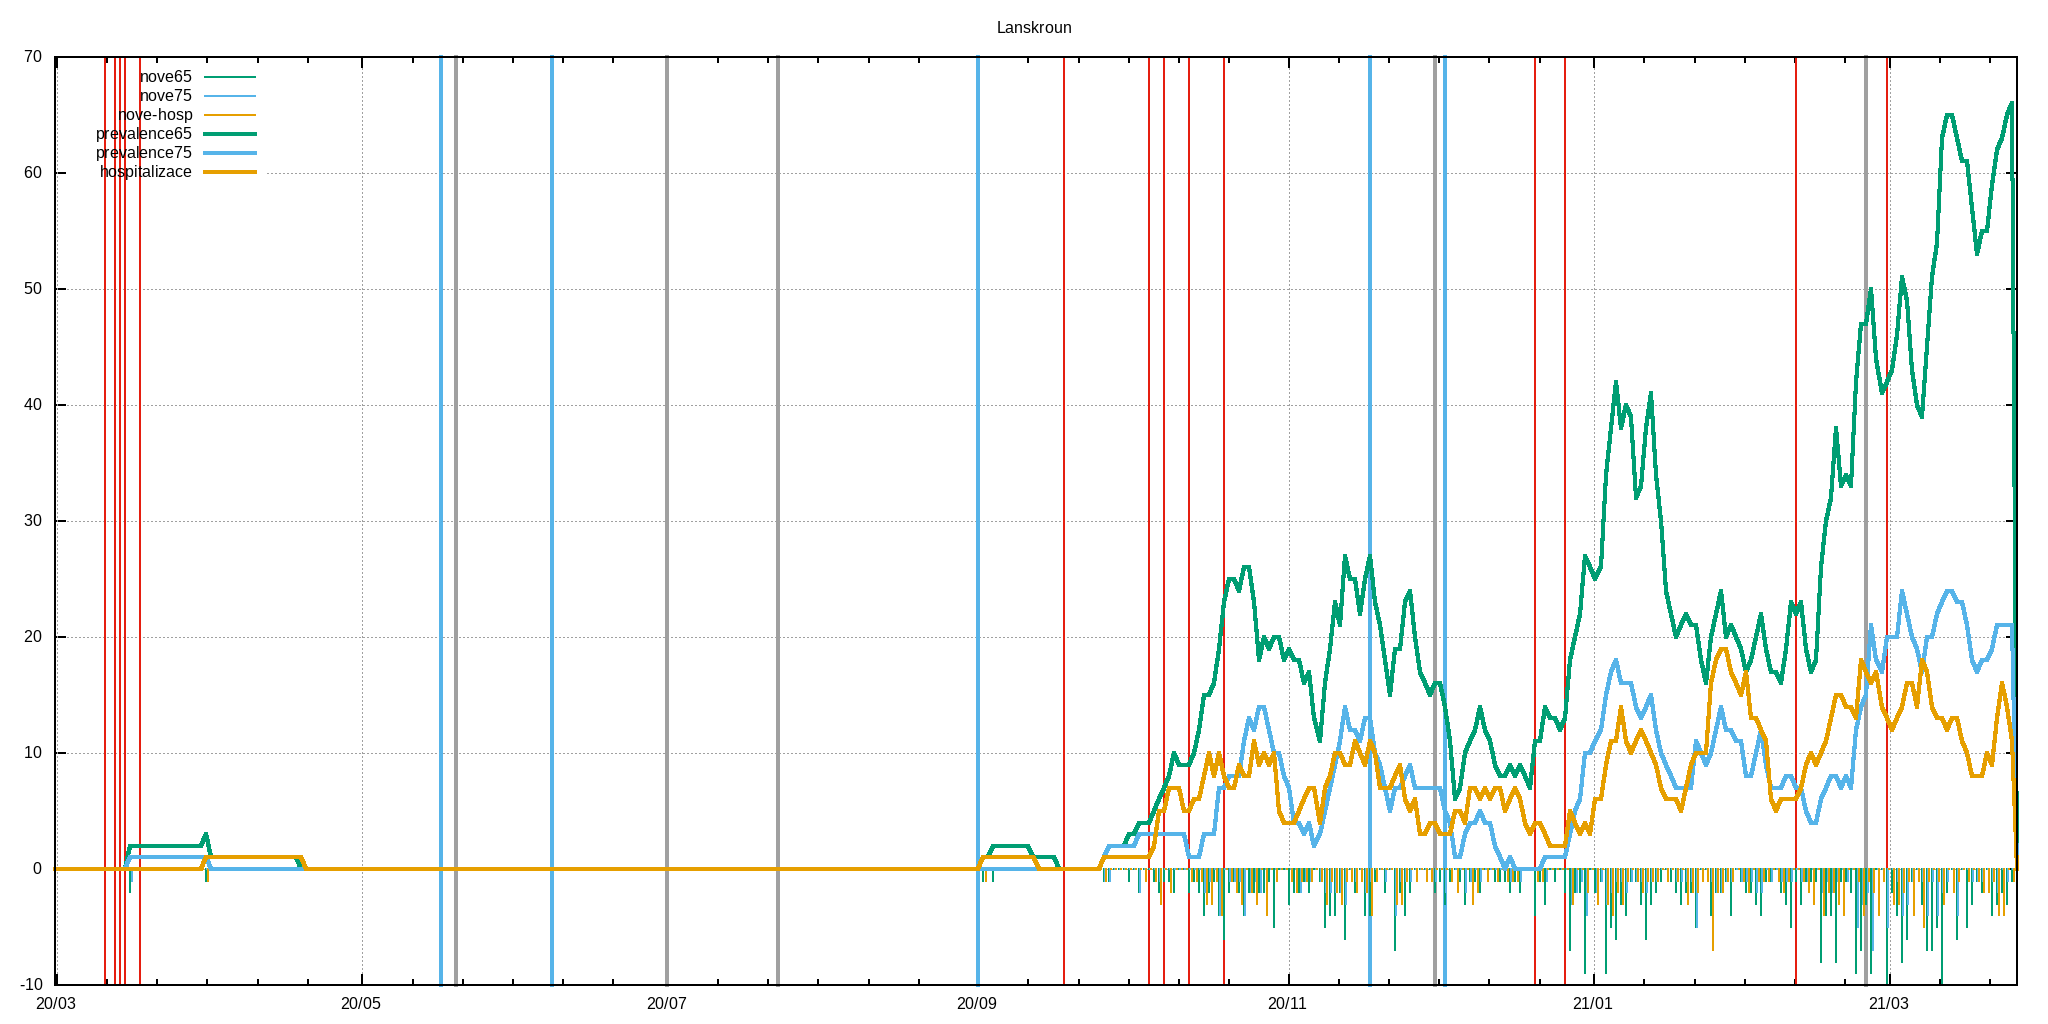 Lanskroun
70
60
50
40
30
20
10
0
-10
nove65
nove75
nove-hosp
prevalence65
prevalence75
hospitalizace
20/03 20/05 20/07 20/09 20/11 21/01 21/03